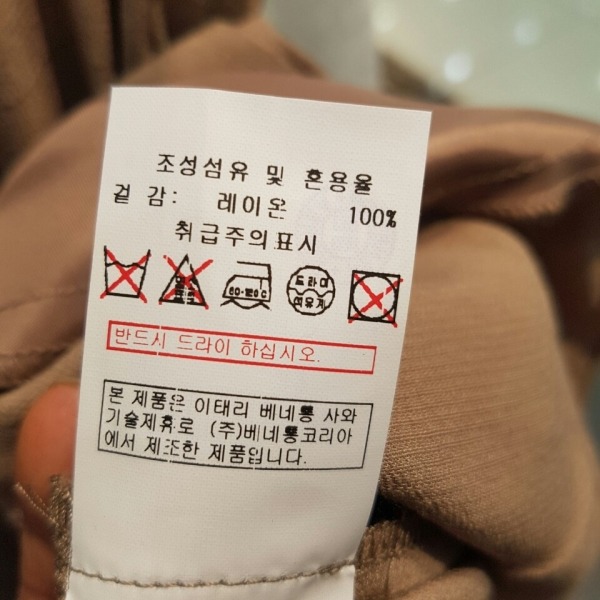 조성섬유 및 혼용율
겉 감: 레이온 100%
취급주의표시
드라이
석유계
반드시 드라이 하십시오.
본 제품은 이태리 베네통 사와
기술제휴로 (주)베네통코리아
에서 제조한 제품입니다.